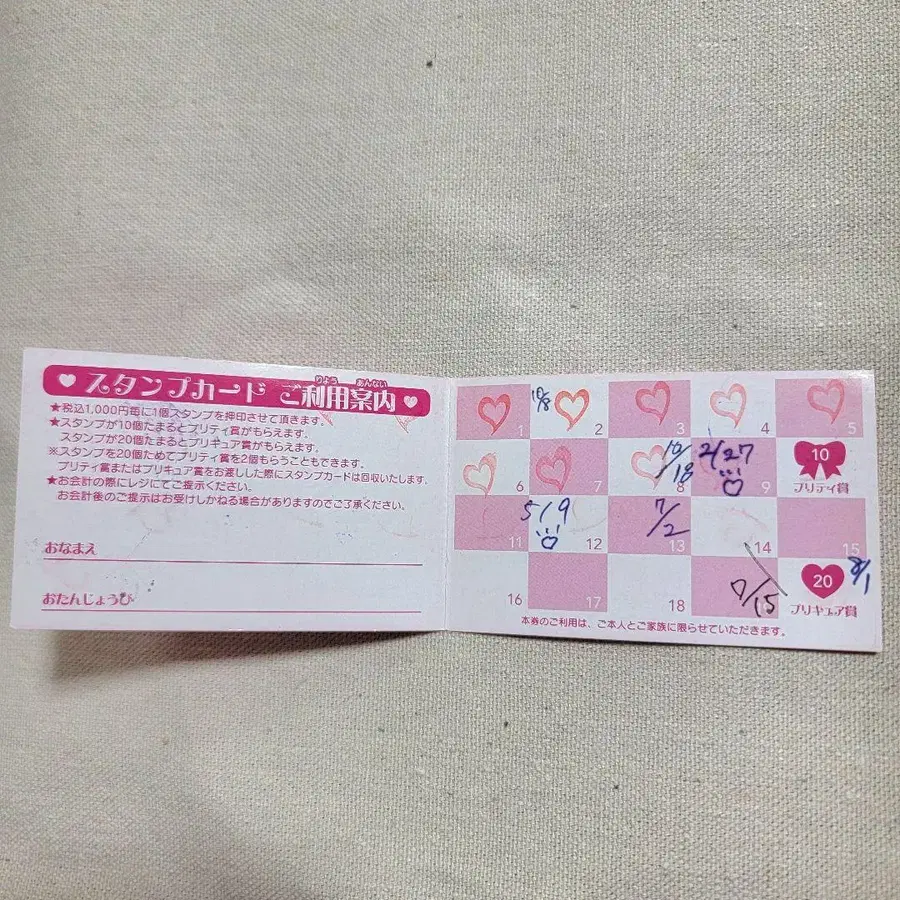 スタンプカード ご利用案内
りよう あんない
★税込1,000円毎に1個スタンプを押印させて頂きます。
★スタンプが10個たまるとプリティ賞がもらえます。
スタンプが20個たまるとプリキュア賞がもらえます。
※スタンプを20個ためてプリティ賞を2個もらうこともできます。
プリティ賞またはプリキュア賞をお渡しした際にスタンプカードは回収いたします。
★お会計の際にレジにてご提示ください。
お会計後のご提示はお受けしかねる場合がありますのでご了承ください。
おなまえ
おたんじょうび
1 10/8 2 3 4 5
6 7 10/18 8 2/27 9 10
プリティ賞
11 5/9 12 7/2 13 14 15
16 17 18 7/15 20 8/1
プリキュア賞
本券のご利用は、ご本人とご家族に限らせていただきます。